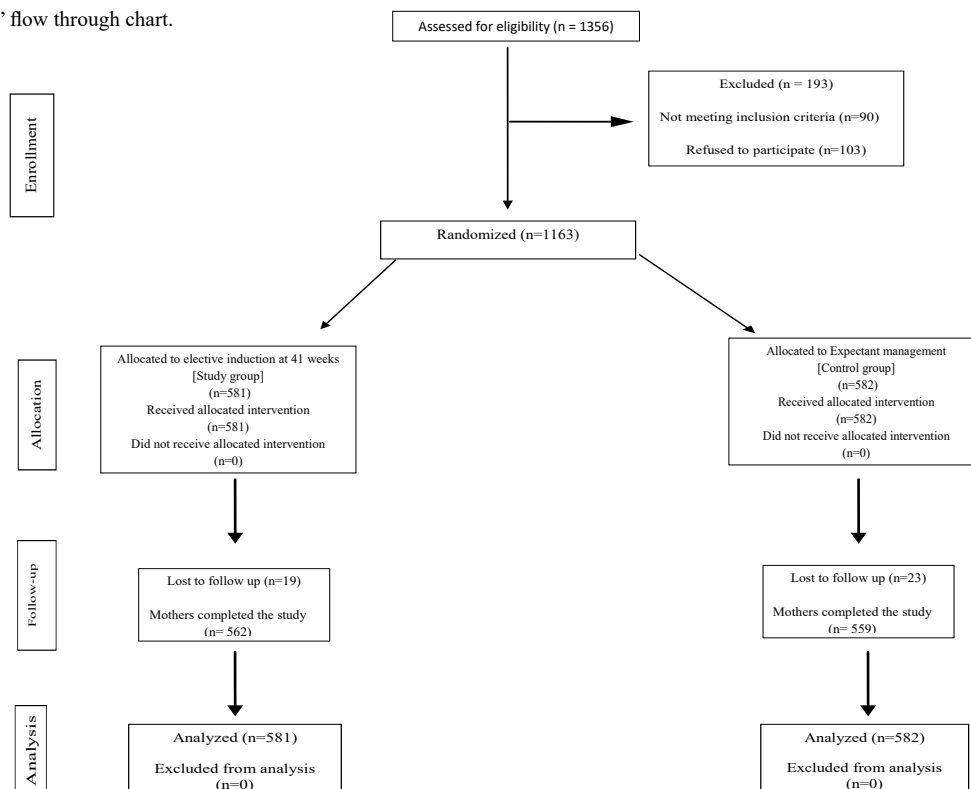 ’ flow through chart.
Assessed for eligibility (n = 1356)
Excluded (n = 193)
Not meeting inclusion criteria (n=90)
Refused to participate (n=103)
Enrollment
Randomized (n=1163)
Allocation
Allocated to elective induction at 41 weeks
[Study group]
(n=581)
Received allocated intervention
(n=581)
Did not receive allocated intervention
(n=0)
Allocated to Expectant management
[Control group]
(n=582)
Received allocated intervention
(n=582)
Did not receive allocated intervention
(n=0)
Follow-up
Lost to follow up (n=19)
Mothers completed the study
(n= 562)
Lost to follow up (n=23)
Mothers completed the study
(n= 559)
Analysis
Analyzed (n=581)
Excluded from analysis
(n=0)
Analyzed (n=582)
Excluded from analysis
(n=0)